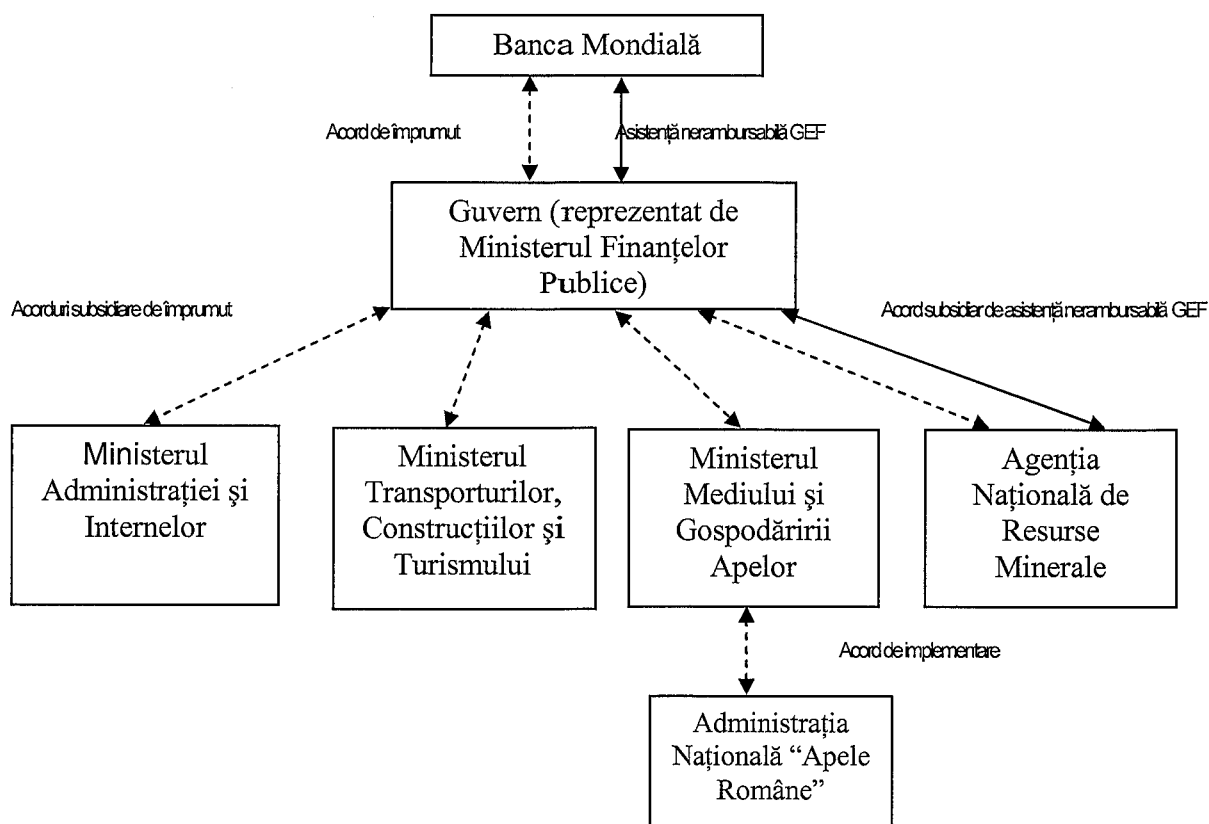 Banca Mondială
Acord de împrumut
Asistență nerambursabilă GEF
Guvern (reprezentat de
Ministerul Finanțelor
Publice)
Acorduri subsidiare de împrumut
Acord subsidiar de asistență nerambursabilă GEF
Ministerul
Administrației şi
Internelor
Ministerul
Transporturilor,
Construcțiilor şi
Turismului
Ministerul
Mediului şi
Gospodăririi
Apelor
Agenția
Națională de
Resurse
Minerale
Acord de implementare
Administrația
Națională “Apele
Române”